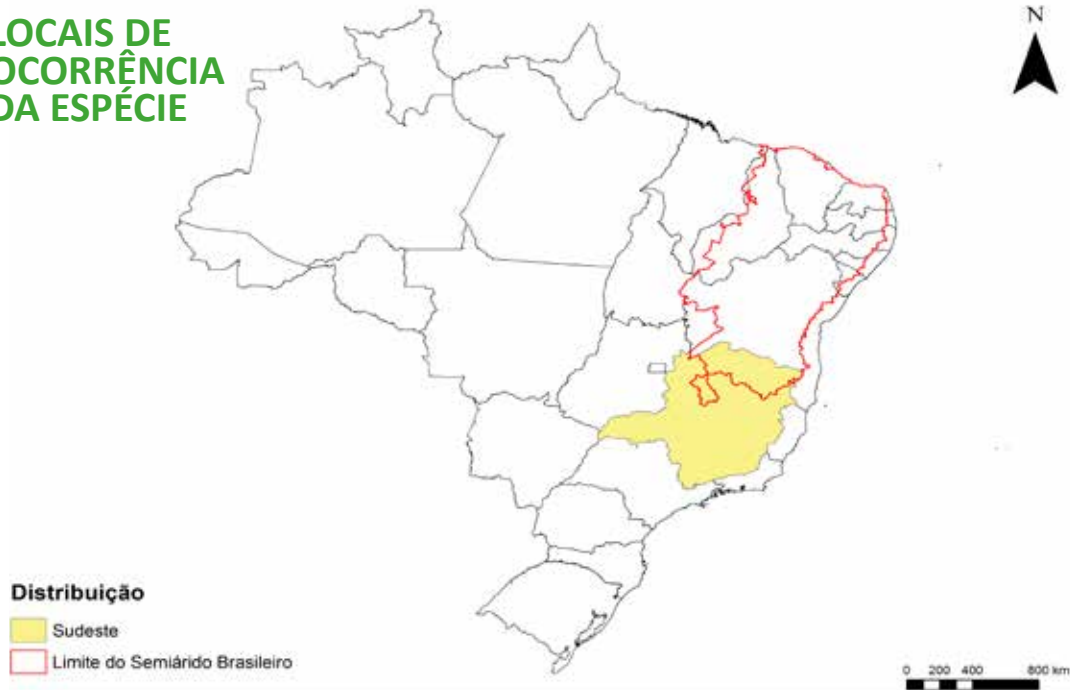 LOCAIS DE
OCORRÊNCIA
DA ESPÉCIE
N
Distribuição
Sudeste
Limite do Semiárido Brasileiro
0 200 400 800 km